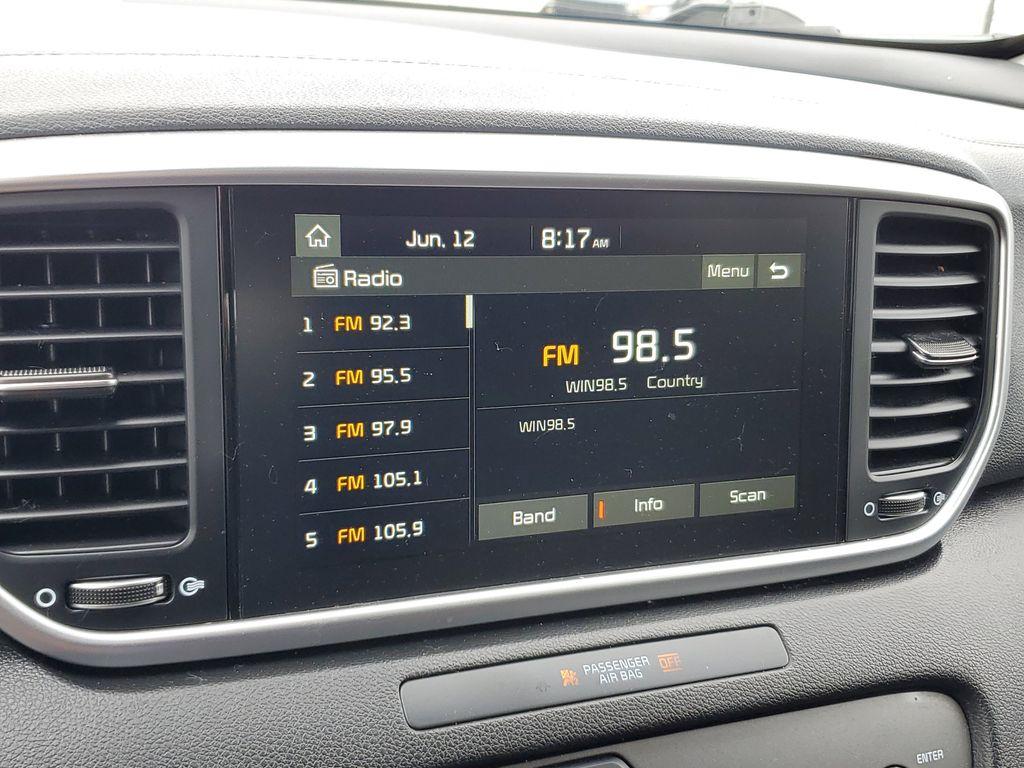 Jun. 12 8:17 AM
Radio Menu
1 FM 92.3
2 FM 95.5
3 FM 97.9
4 FM 105.1
5 FM 105.9
FM 98.5
WIN98.5 Country
WIN98.5
Band Info Scan
PASSENGER
AIR BAG OFF
ENTER